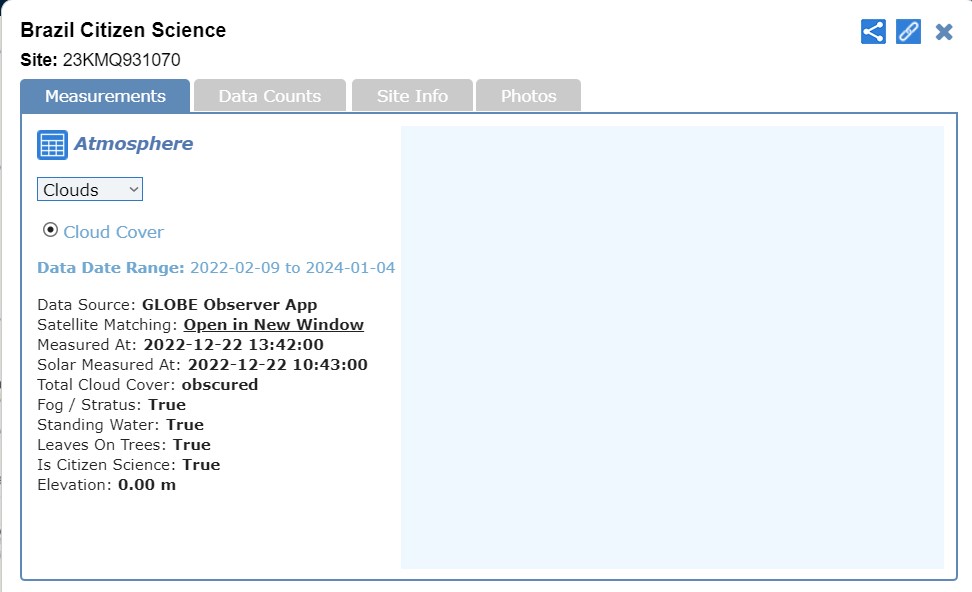 Brazil Citizen Science
Site: 23KMQ931070
Measurements Data Counts Site Info Photos
Atmosphere
Clouds
Cloud Cover
Data Date Range: 2022-02-09 to 2024-01-04
Data Source: GLOBE Observer App
Satellite Matching: Open in New Window
Measured At: 2022-12-22 13:42:00
Solar Measured At: 2022-12-22 10:43:00
Total Cloud Cover: obscured
Fog / Stratus: True
Standing Water: True
Leaves On Trees: True
Is Citizen Science: True
Elevation: 0.00 m